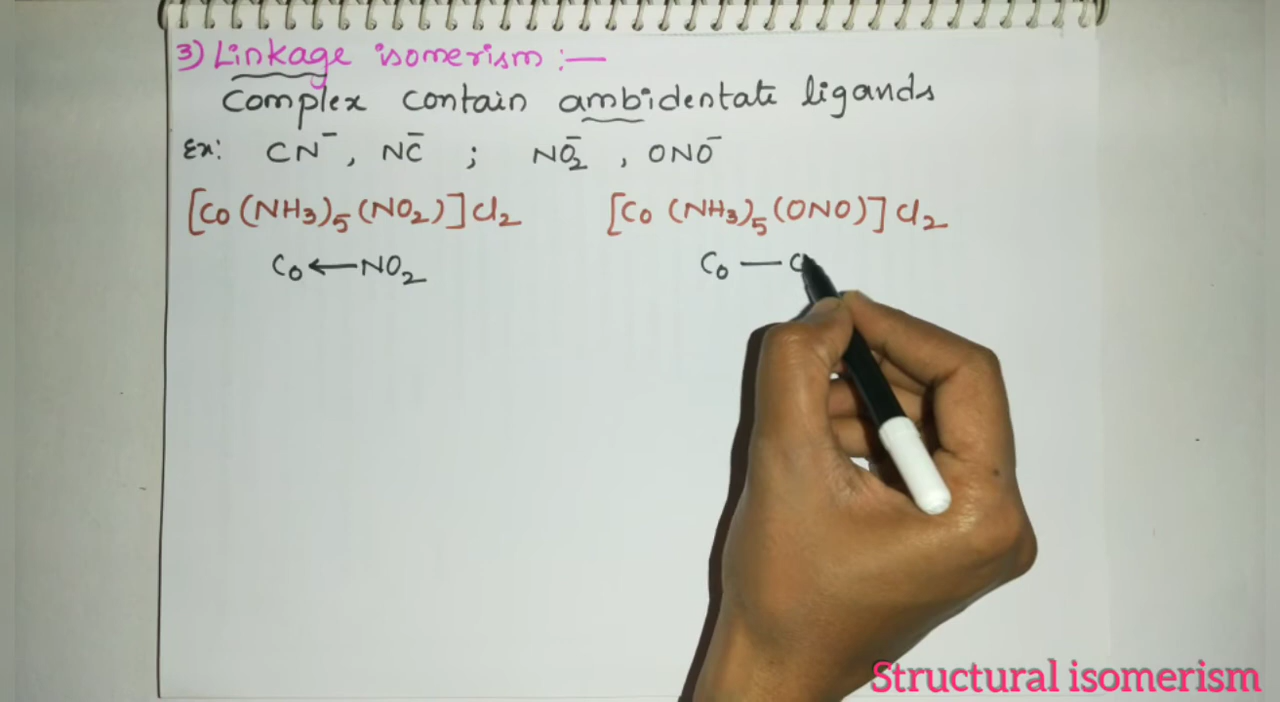 3) Linkage isomerism :—
Complex contain ambidentate ligands
Ex: CN⁻, NC⁻ ; NO₂⁻, ONO⁻
[Co(NH₃)₅(NO₂)]Cl₂ [Co(NH₃)₅(ONO)]Cl₂
Co←NO₂ Co—
Structural isomerism